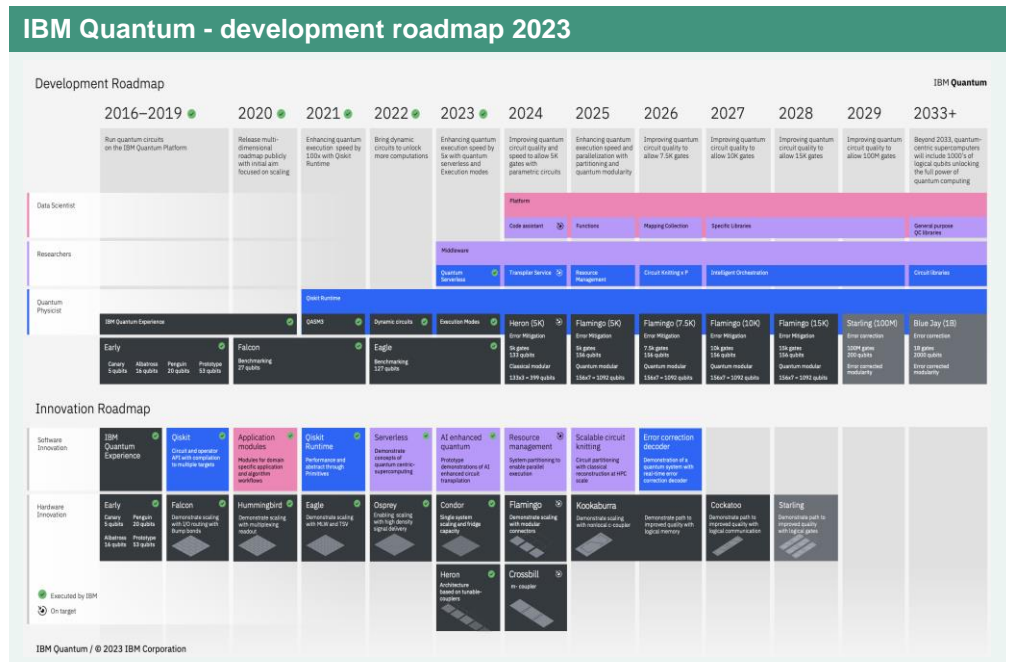 IBM Quantum - development roadmap 2023
Development Roadmap
IBM Quantum
2016–2019
2020
2021
2022
2023
2024
2025
2026
2027
2028
2029
2033+
Run quantum circuits
on the IBM Quantum Platform
Release multi-
dimensional
roadmap publicly
with initial aim
focused on scaling
Enhancing quantum
execution speed by
100x with Qiskit
Runtime
Bring dynamic
circuits to unlock
more computations
Enhancing quantum
execution speed by
5x with quantum
serverless and
Execution modes
Improving quantum
circuit quality and
speed to allow 5K
gates with
parametric circuits
Enhancing quantum
execution speed and
parallelization with
partitioning and
quantum modularity
Improving quantum
circuit quality to
allow 7.5K gates
Improving quantum
circuit quality to
allow 10K gates
Improving quantum
circuit quality to
allow 15K gates
Improving quantum
circuit quality to
allow 100M gates
Beyond 2033, quantum-
centric supercomputers
will include 1000's of
logical qubits unlocking
the full power of
quantum computing
Data Scientist
Platform
Code assistant
Functions
Mapping Collection
Specific Libraries
General purpose
QC libraries
Researchers
Middleware
Quantum
Serverless
Transpiler Service
Resource
Management
Circuit Knitting x P
Intelligent Orchestration
Circuit libraries
Quantum
Physicist
Qiskit Runtime
IBM Quantum Experience
QASM3
Dynamic circuits
Execution Modes
Early
Canary
5 qubits
Albatross
16 qubits
Penguin
20 qubits
Prototype
53 qubits
Falcon
Benchmarking
27 qubits
Eagle
Benchmarking
127 qubits
Heron (5K)
Error Mitigation
5k gates
133 qubits
Classical modular
133x3 = 399 qubits
Flamingo (5K)
Error Mitigation
5k gates
156 qubits
Quantum modular
156x7 = 1092 qubits
Flamingo (7.5K)
Error Mitigation
7.5k gates
156 qubits
Quantum modular
156x7 = 1092 qubits
Flamingo (10K)
Error Mitigation
10k gates
156 qubits
Quantum modular
156x7 = 1092 qubits
Flamingo (15K)
Error Mitigation
15k gates
156 qubits
Quantum modular
156x7 = 1092 qubits
Starling (100M)
Error correction
100M gates
200 qubits
Error corrected
modularity
Blue Jay (1B)
Error correction
1B gates
2000 qubits
Error corrected
modularity
Innovation Roadmap
Software
Innovation
IBM
Quantum
Experience
Qiskit
Circuit and operator
API with compilation
to multiple targets
Application
modules
Modules for domain
specific application
and algorithm
workflows
Qiskit
Runtime
Performance and
abstract through
Primitives
Serverless
Demonstrate
concepts of
quantum centric-
supercomputing
AI enhanced
quantum
Prototype
demonstrations of AI
enhanced circuit
transpilation
Resource
management
System partitioning to
enable parallel
execution
Scalable circuit
knitting
Circuit partitioning
with classical
reconstruction at HPC
scale
Error correction
decoder
Demonstration of a
quantum system with
real-time error
correction decoder
Hardware
Innovation
Early
Canary
5 qubits
Penguin
20 qubits
Albatross
16 qubits
Prototype
53 qubits
Falcon
Demonstrate scaling
with I/O routing with
Bump bonds
Hummingbird
Demonstrate scaling
with multiplexing
readout
Eagle
Demonstrate scaling
with MLW and TSV
Osprey
Enabling scaling
with high density
signal delivery
Condor
Single system
scaling and fridge
capacity
Flamingo
Demonstrate scaling
with modular
connectors
Kookaburra
Demonstrate scaling
with nonlocal c-coupler
Demonstrate path to
improved quality with
logical memory
Cockatoo
Demonstrate path to
improved quality with
logical communication
Starling
Demonstrate path to
improved quality
with logical gates
Heron
Architecture
based on tunable-
couplers
Crossbill
m- coupler
Executed by IBM
On target
IBM Quantum / © 2023 IBM Corporation